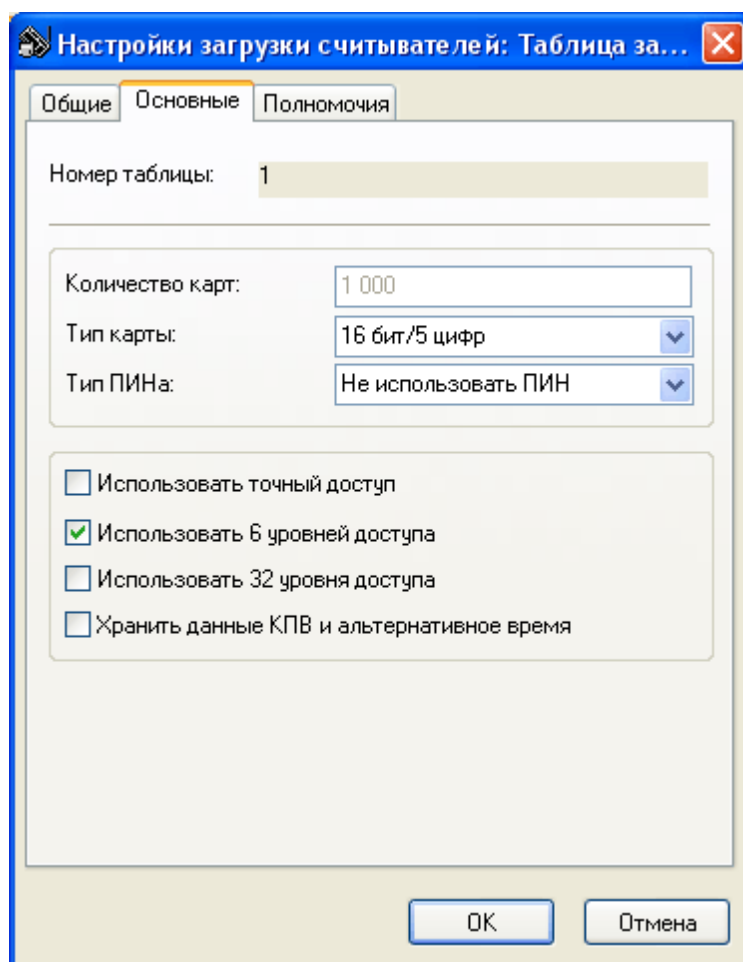 Настройки загрузки считывателей: Таблица за...
Общие Основные Полномочия
Номер таблицы: 1
Количество карт: 1 000
Тип карты: 16 бит/5 цифр
Тип ПИНа: Не использовать ПИН
Использовать точный доступ
Использовать 6 уровней доступа
Использовать 32 уровня доступа
Хранить данные КПВ и альтернативное время
OK Отмена